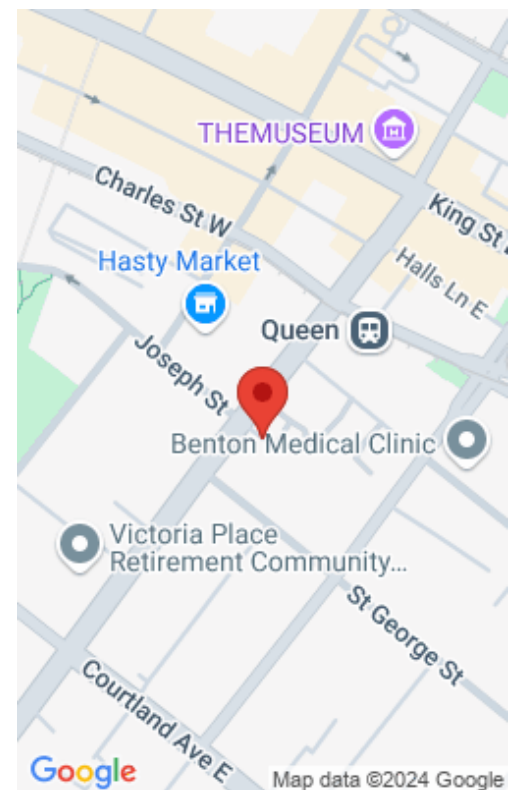 THEMUSEUM
Charles St W
King St E
Halls Ln E
Hasty Market
Queen
Joseph St
Benton Medical Clinic
Victoria Place
Retirement Community...
St George St
Courtland Ave E
Google
Map data ©2024 Google